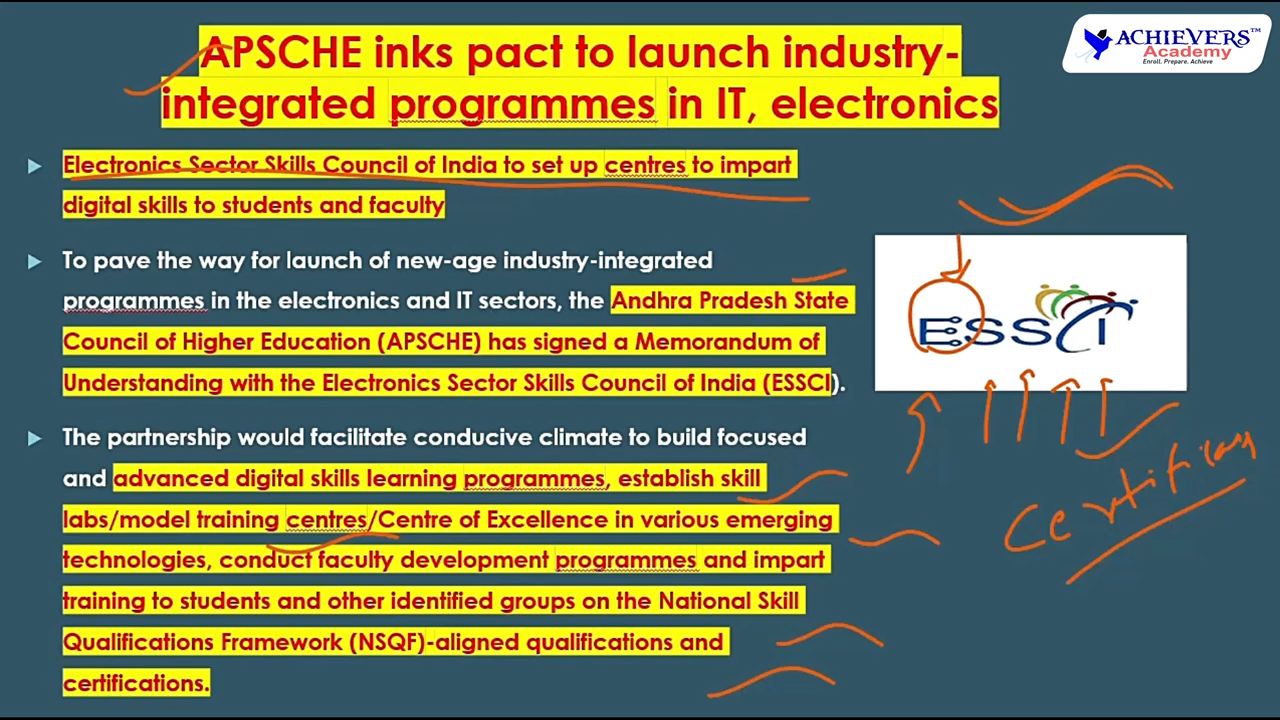 APSCHE inks pact to launch industry-
integrated programmes in IT, electronics
ACHIEVERS™
Academy
Enroll. Prepare. Achieve
Electronics Sector Skills Council of India to set up centres to impart
digital skills to students and faculty
To pave the way for launch of new-age industry-integrated
programmes in the electronics and IT sectors, the Andhra Pradesh State
Council of Higher Education (APSCHE) has signed a Memorandum of
Understanding with the Electronics Sector Skills Council of India (ESSCI).
The partnership would facilitate conducive climate to build focused
and advanced digital skills learning programmes, establish skill
labs/model training centres/Centre of Excellence in various emerging
technologies, conduct faculty development programmes and impart
training to students and other identified groups on the National Skill
Qualifications Framework (NSQF)-aligned qualifications and
certifications.
ESSCI